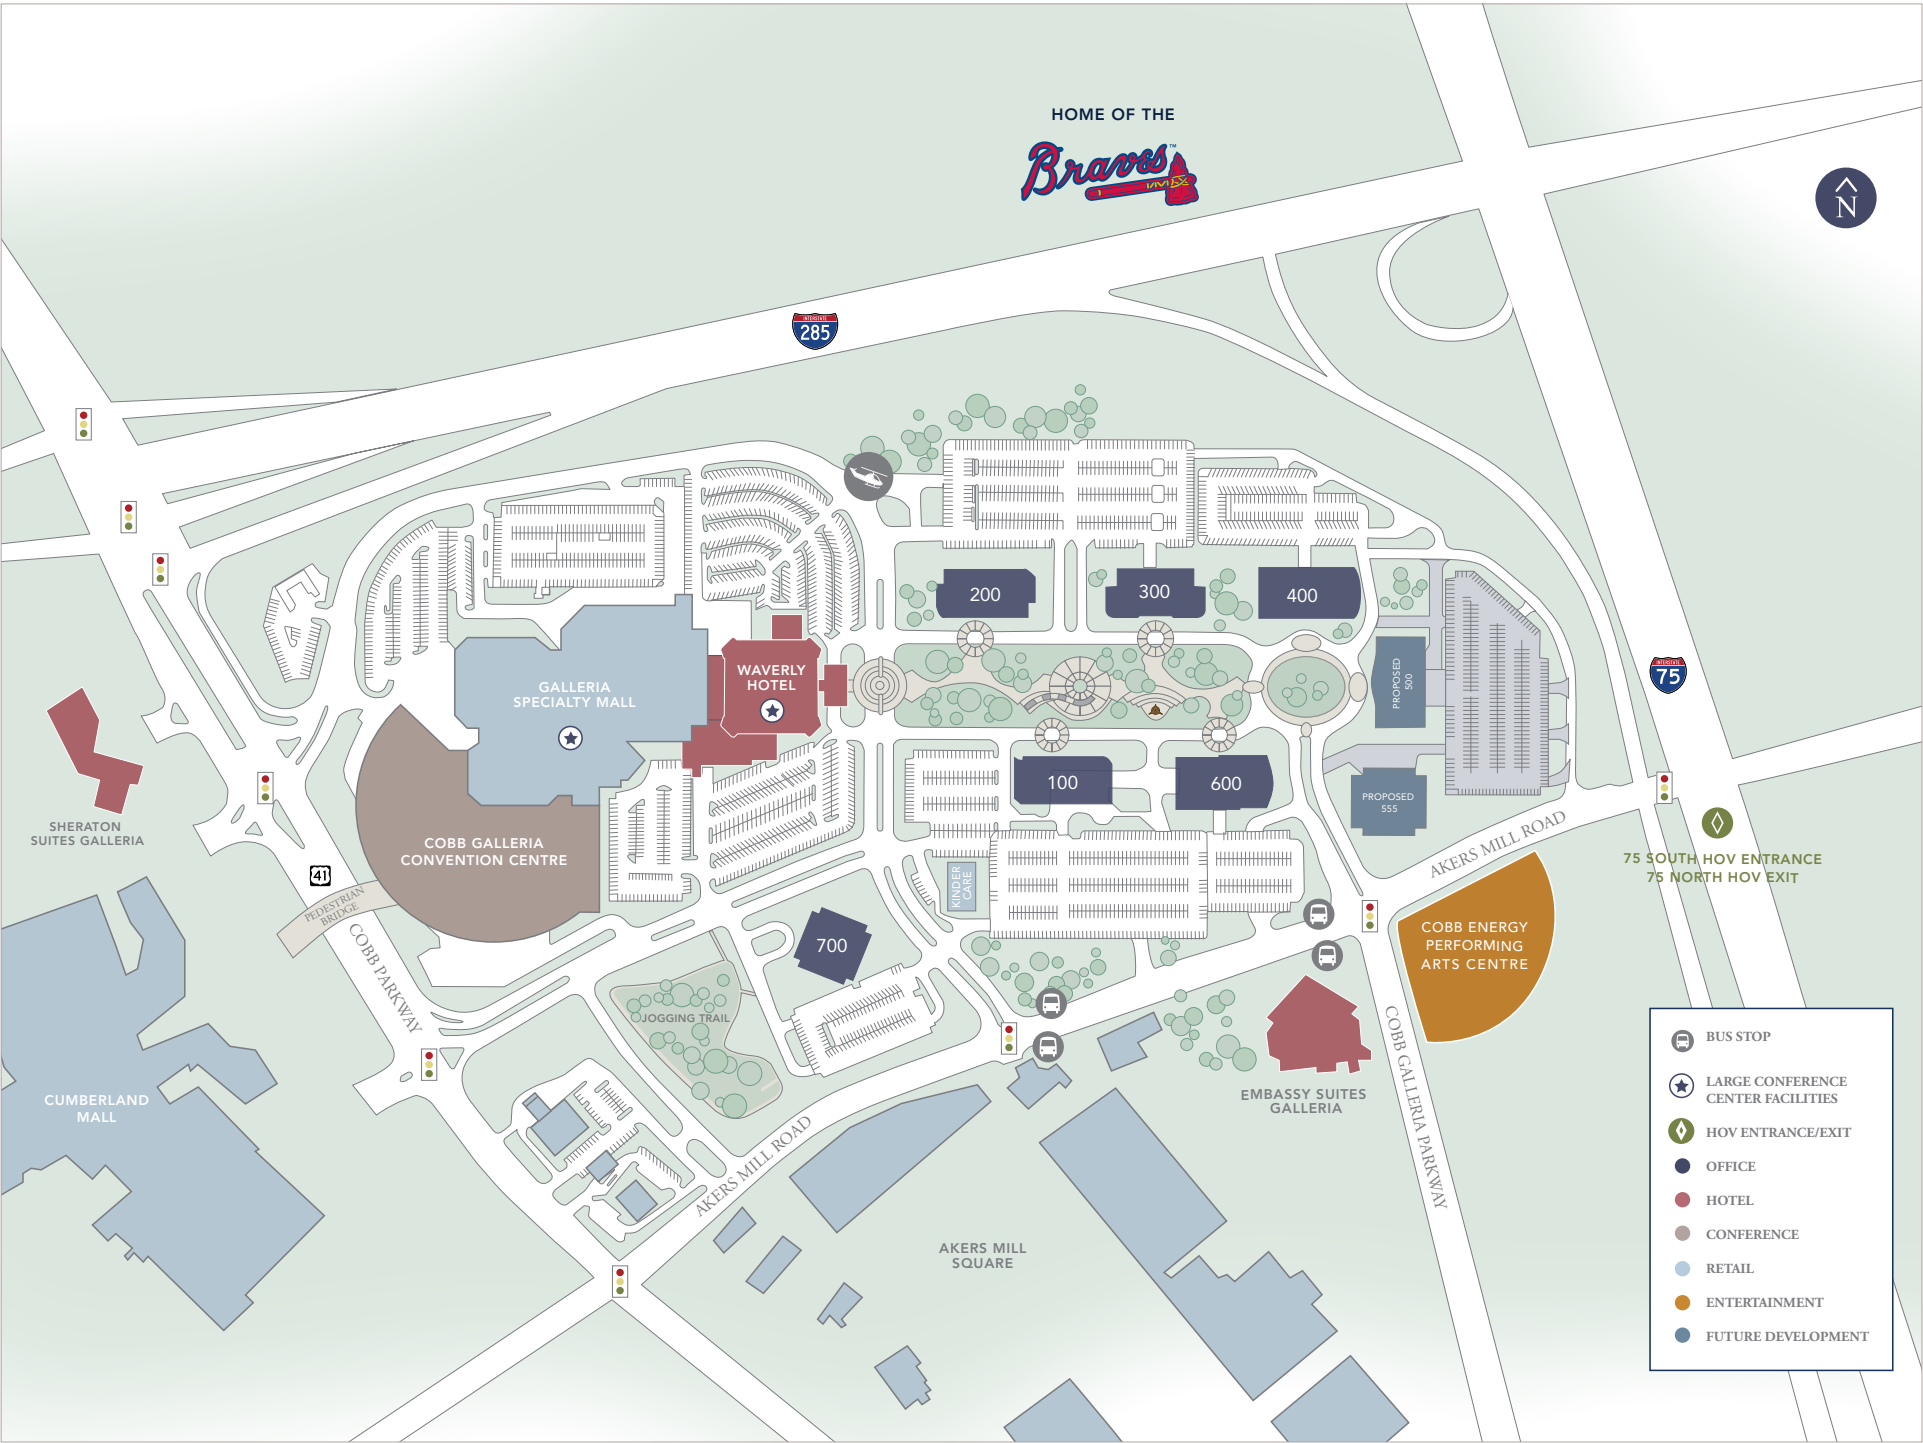 HOME OF THE
Braves™
N
INTERSTATE
285
200
300
400
WAVERLY
HOTEL
GALLERIA
SPECIALTY MALL
PROPOSED
500
INTERSTATE
75
100
600
PROPOSED
555
SHERATON
SUITES GALLERIA
COBB GALLERIA
CONVENTION CENTRE
AKERS MILL ROAD
75 SOUTH HOV ENTRANCE
75 NORTH HOV EXIT
41
KINDER
CARE
PEDESTRIAN
BRIDGE
COBB PARKWAY
700
COBB ENERGY
PERFORMING
ARTS CENTRE
JOGGING TRAIL
COBB GALLERIA PARKWAY
EMBASSY SUITES
GALLERIA
CUMBERLAND
MALL
AKERS MILL ROAD
AKERS MILL
SQUARE
BUS STOP
LARGE CONFERENCE
CENTER FACILITIES
HOV ENTRANCE/EXIT
OFFICE
HOTEL
CONFERENCE
RETAIL
ENTERTAINMENT
FUTURE DEVELOPMENT